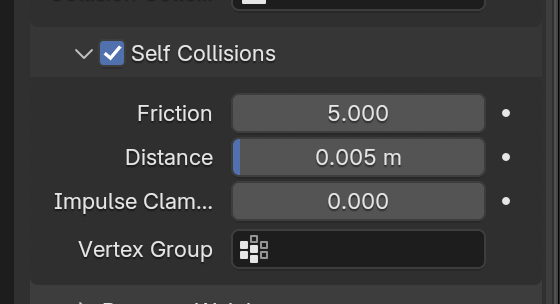 Self Collisions
Friction 5.000
Distance 0.005 m
Impulse Clam... 0.000
Vertex Group